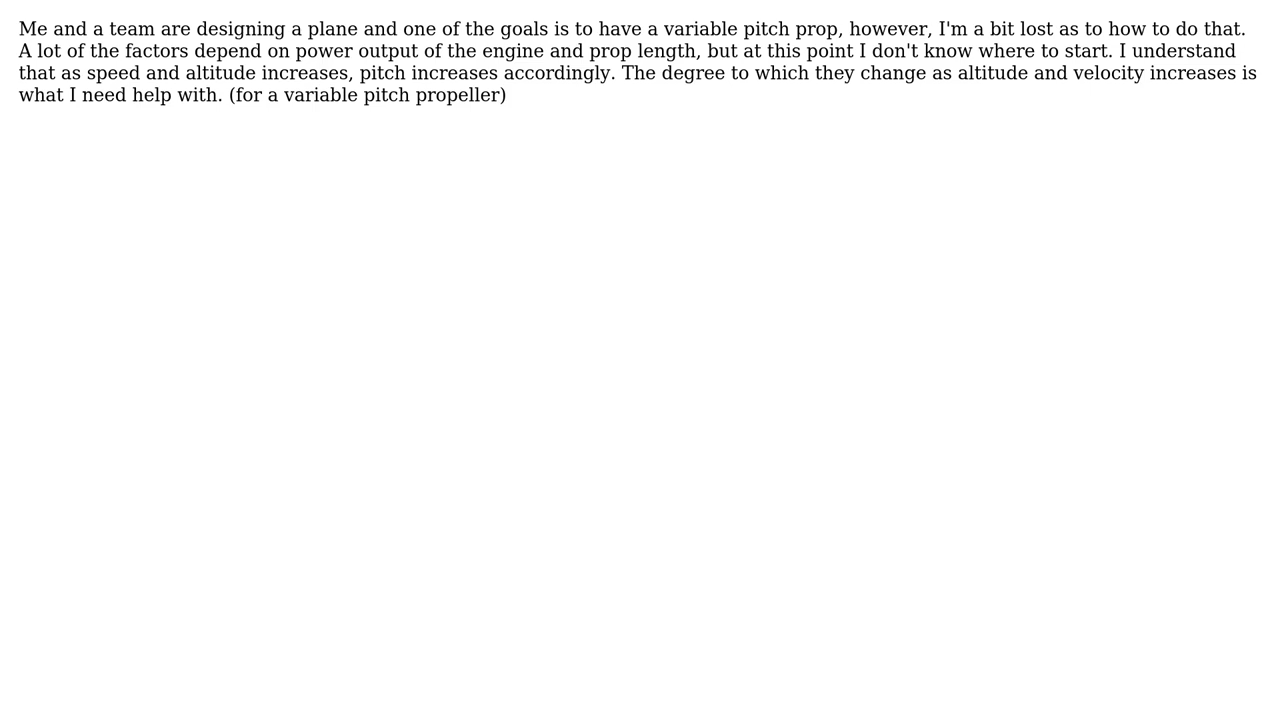 Me and a team are designing a plane and one of the goals is to have a variable pitch prop, however, I'm a bit lost as to how to do that.
A lot of the factors depend on power output of the engine and prop length, but at this point I don't know where to start. I understand
that as speed and altitude increases, pitch increases accordingly. The degree to which they change as altitude and velocity increases is
what I need help with. (for a variable pitch propeller)